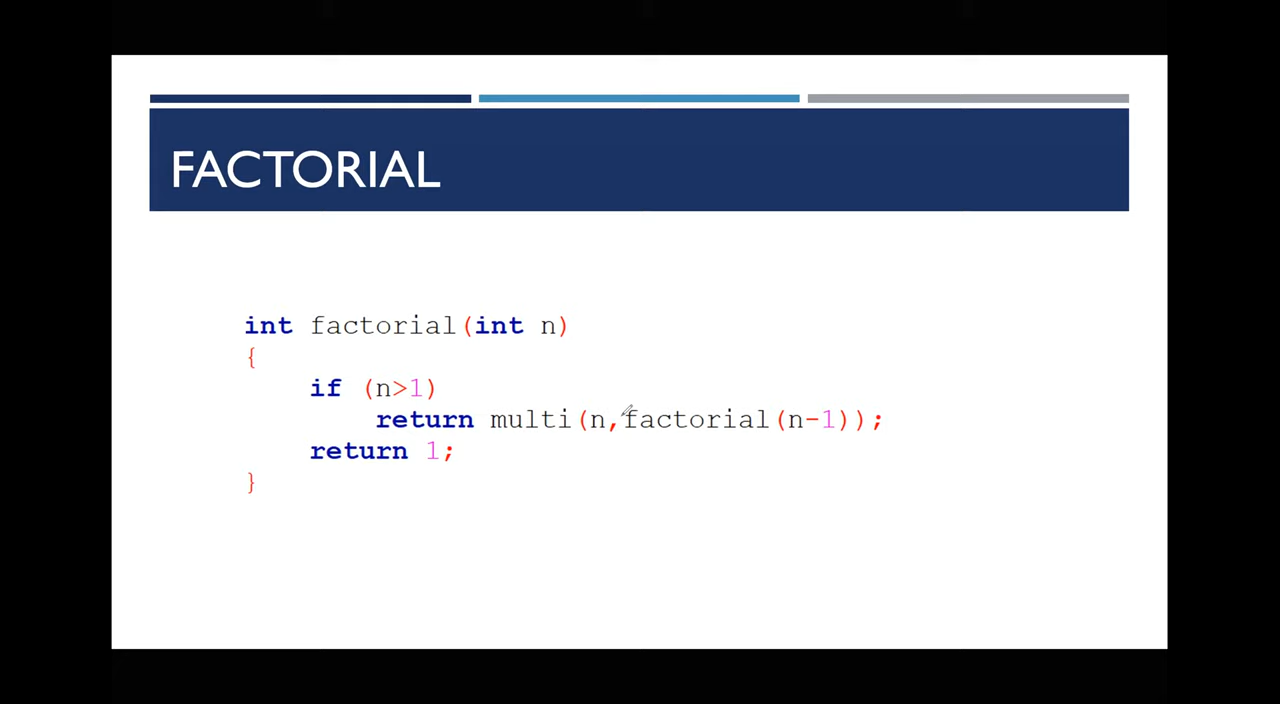 FACTORIAL
int factorial(int n)
{
    if (n>1)
        return multi(n,factorial(n-1));
    return 1;
}